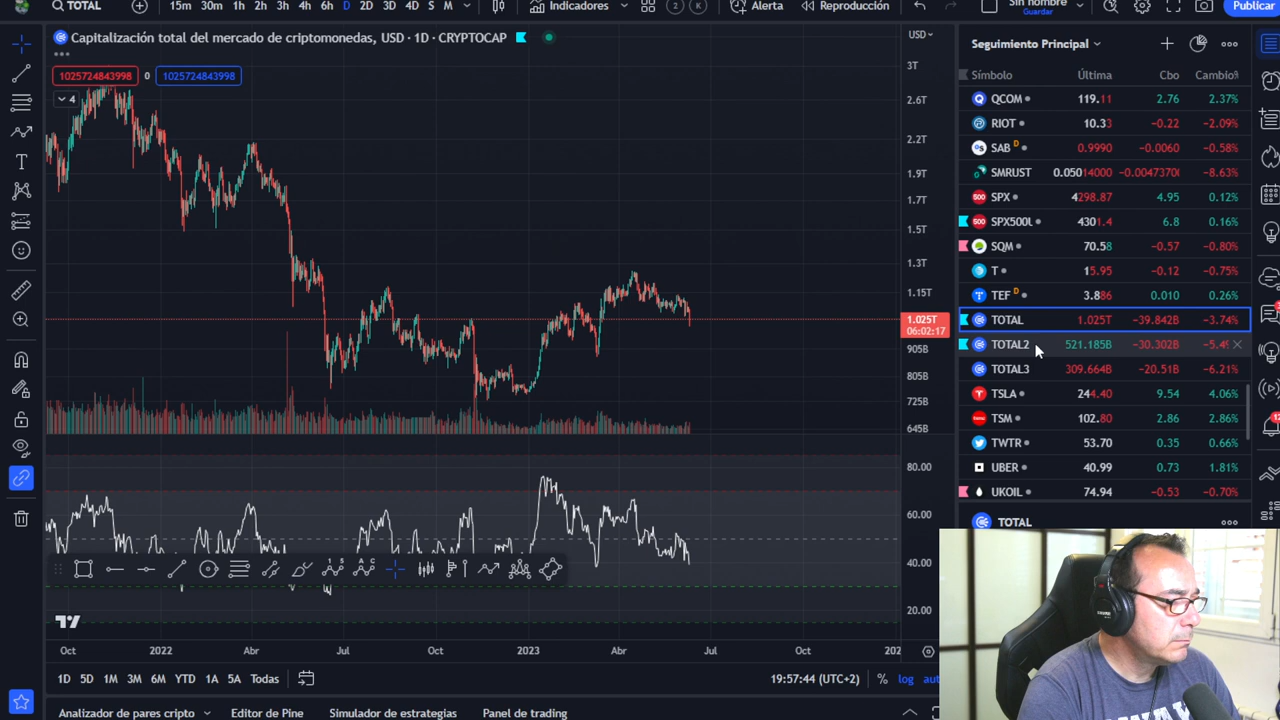 TOTAL
15m 30m 1h 2h 3h 4h 6h D 2D 3D 4D S M
Indicadores
Alerta
Reproducción
Sin nombre
Guardar
Publicar
Capitalización total del mercado de criptomonedas, USD · 1D · CRYPTOCAP
USD
1025724843998 0 1025724843998
4
3T
2.6T
2.2T
1.9T
1.7T
1.5T
1.3T
1.15T
1.025T
06:02:17
905B
805B
725B
645B
80.00
60.00
40.00
20.00
Oct 2022 Abr Jul Oct 2023 Abr Jul Oct 202
1D 5D 1M 3M 6M YTD 1A 5A Todas
19:57:44 (UTC+2) % log aut
Analizador de pares cripto Editor de Pine Simulador de estrategias Panel de trading
Seguimiento Principal
Símbolo Última Cbo Cambio%
QCOM 119.11 2.76 2.37%
RIOT 10.33 −0.22 −2.09%
SAB D 0.9990 −0.0060 −0.58%
SMRUST 0.05014000 −0.0047370 −8.63%
SPX 4298.87 4.95 0.12%
SPX500U 4301.4 6.8 0.16%
SQM 70.58 −0.57 −0.80%
T 15.95 −0.12 −0.75%
TEF D 3.886 0.010 0.26%
TOTAL 1.025T −39.842B −3.74%
TOTAL2 521.185B −30.302B −5.49
TOTAL3 309.664B −20.51B −6.21%
TSLA 244.40 9.54 4.06%
TSM 102.80 2.86 2.86%
TWTR 53.70 0.35 0.66%
UBER 40.99 0.73 1.81%
UKOIL 74.94 −0.53 −0.70%
TOTAL